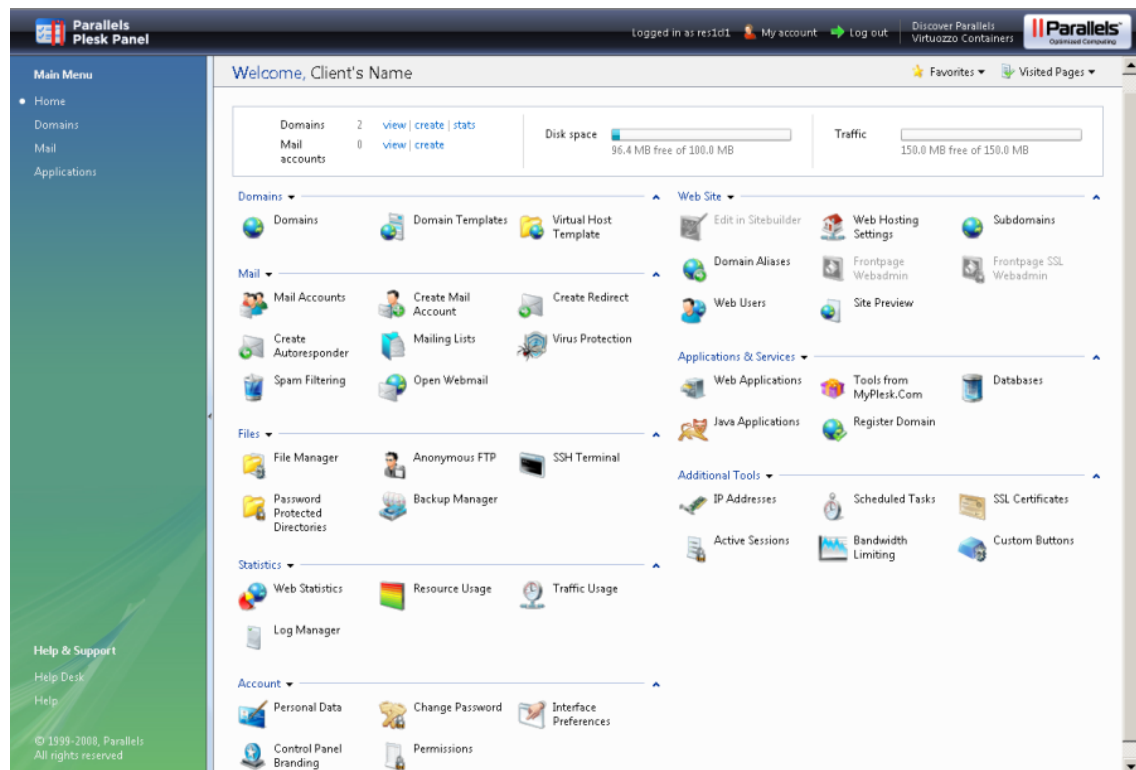 Parallels
Plesk Panel
Logged in as res1cl1
My account
Log out
Discover Parallels
Virtuozzo Containers
Parallels™
Optimized Computing
Main Menu
Home
Domains
Mail
Applications
Help & Support
Help Desk
Help
© 1999-2008, Parallels
All rights reserved
Welcome, Client's Name
Favorites
Visited Pages
Domains 2 view | create | stats
Mail accounts 0 view | create
Disk space
96.4 MB free of 100.0 MB
Traffic
150.0 MB free of 150.0 MB
Domains
Domains
Domain Templates
Virtual Host
Template
Mail
Mail Accounts
Create Mail
Account
Create Redirect
Create
Autoresponder
Mailing Lists
Virus Protection
Spam Filtering
Open Webmail
Files
File Manager
Anonymous FTP
SSH Terminal
Password
Protected
Directories
Backup Manager
Statistics
Web Statistics
Resource Usage
Traffic Usage
Log Manager
Account
Personal Data
Change Password
Interface
Preferences
Control Panel
Branding
Permissions
Web Site
Edit in Sitebuilder
Web Hosting
Settings
Subdomains
Domain Aliases
Frontpage
Webadmin
Frontpage SSL
Webadmin
Web Users
Site Preview
Applications & Services
Web Applications
Tools from
MyPlesk.Com
Databases
Java Applications
Register Domain
Additional Tools
IP Addresses
Scheduled Tasks
SSL Certificates
Active Sessions
Bandwidth
Limiting
Custom Buttons